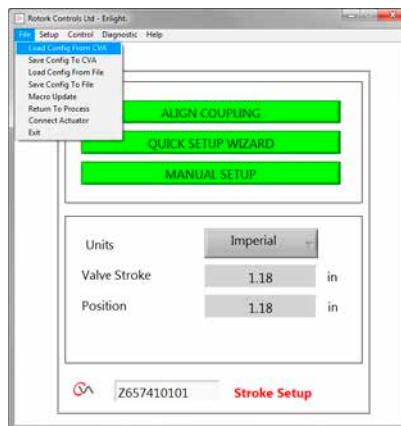 Rotork Controls Ltd - Enlight.
File Setup Control Diagnostic Help
Load Config From CVA
Save Config To CVA
Load Config From File
Save Config To File
Macro Update
Return To Process
Connect Actuator
Exit
ALIGN COUPLING
QUICK SETUP WIZARD
MANUAL SETUP
Units Imperial
Valve Stroke 1.18 in
Position 1.18 in
Z657410101 Stroke Setup